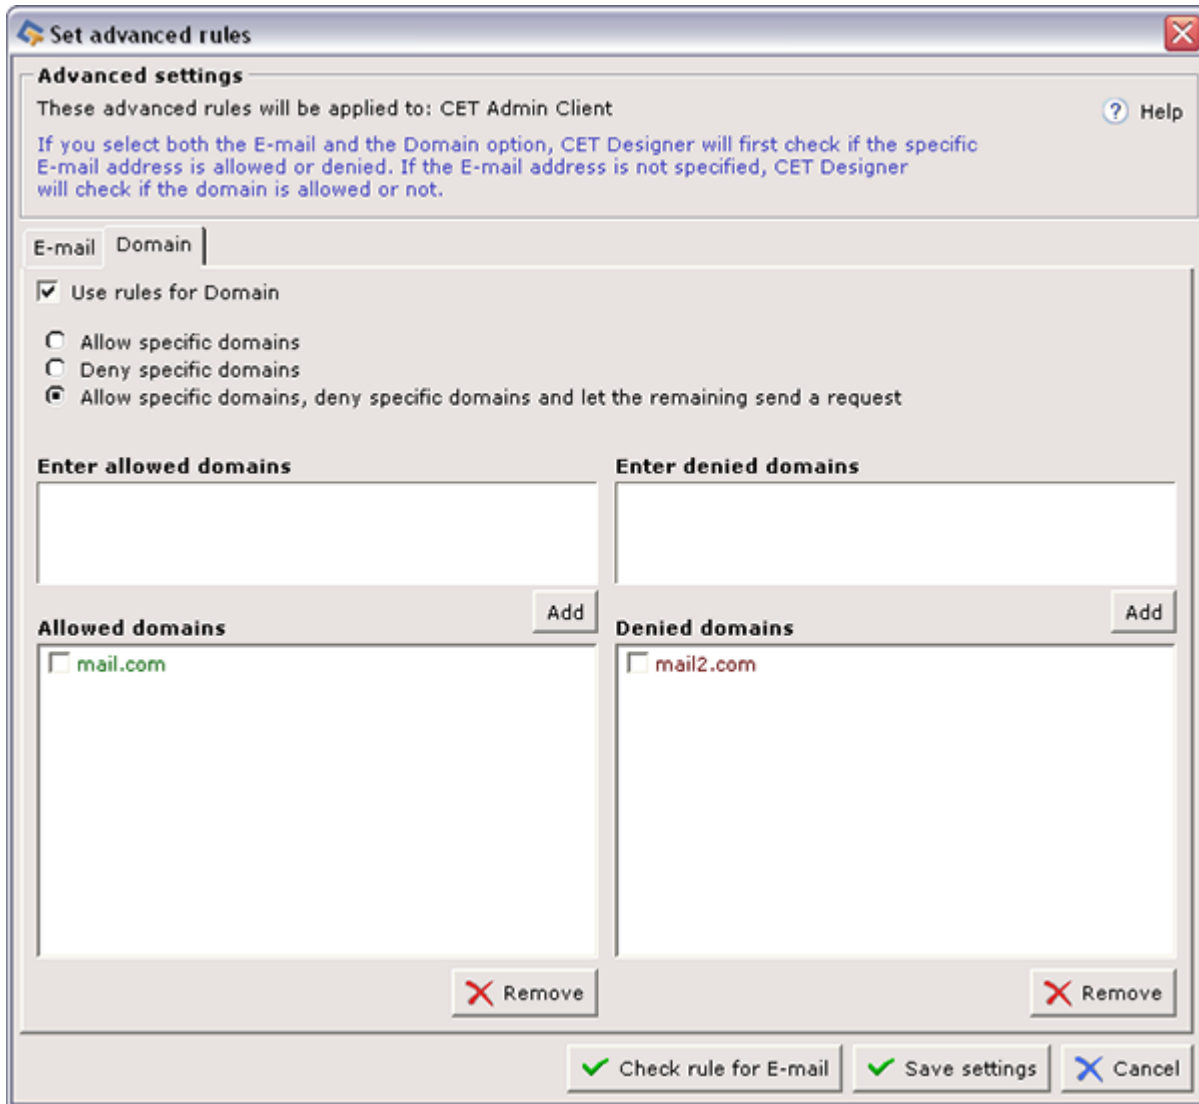 Set advanced rules
Advanced settings
These advanced rules will be applied to: CET Admin Client
Help
If you select both the E-mail and the Domain option, CET Designer will first check if the specific
E-mail address is allowed or denied. If the E-mail address is not specified, CET Designer
will check if the domain is allowed or not.
E-mail Domain
Use rules for Domain
Allow specific domains
Deny specific domains
Allow specific domains, deny specific domains and let the remaining send a request
Enter allowed domains
Enter denied domains
Add
Add
Allowed domains
Denied domains
mail.com
mail2.com
Remove
Remove
Check rule for E-mail
Save settings
Cancel